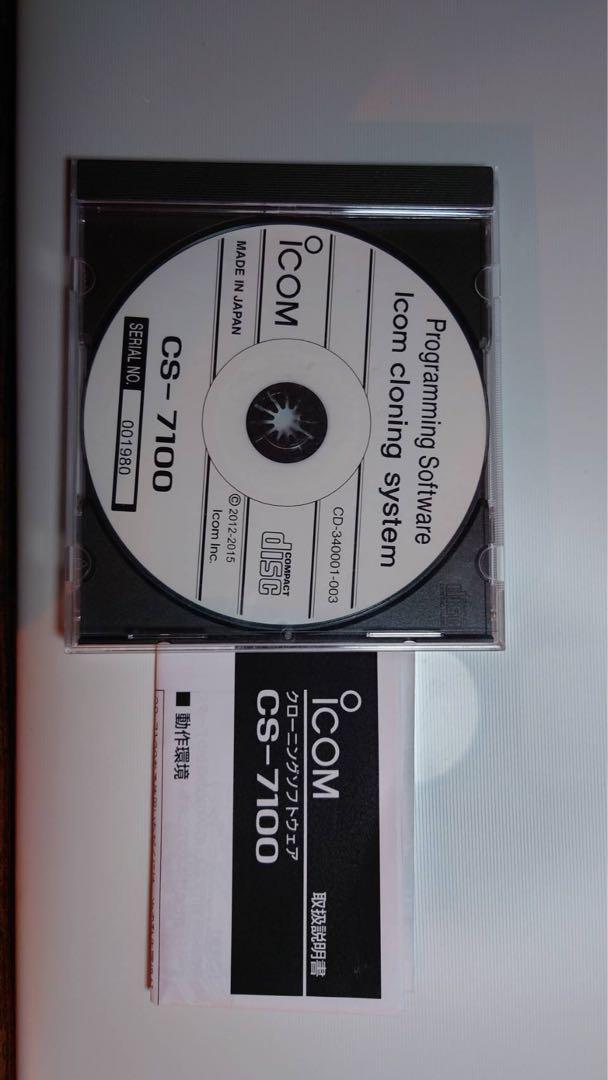 Programming Software
Icom cloning system
ICOM
MADE IN JAPAN
CD-340001-003
COMPACT
disc
© 2012-2015
Icom Inc.
CS-7100
SERIAL NO.
001980
disc
ICOM
取扱説明書
クローニングソフトウェア
CS-7100
■ 動作環境